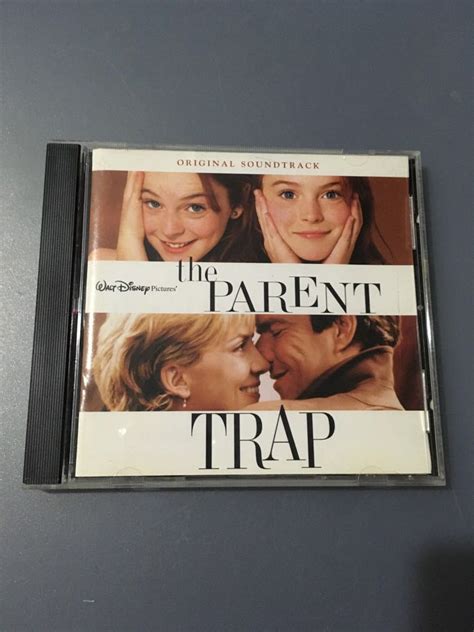 ORIGINAL SOUNDTRACK
the
Walt Disney Pictures'
PARENT
TRAP